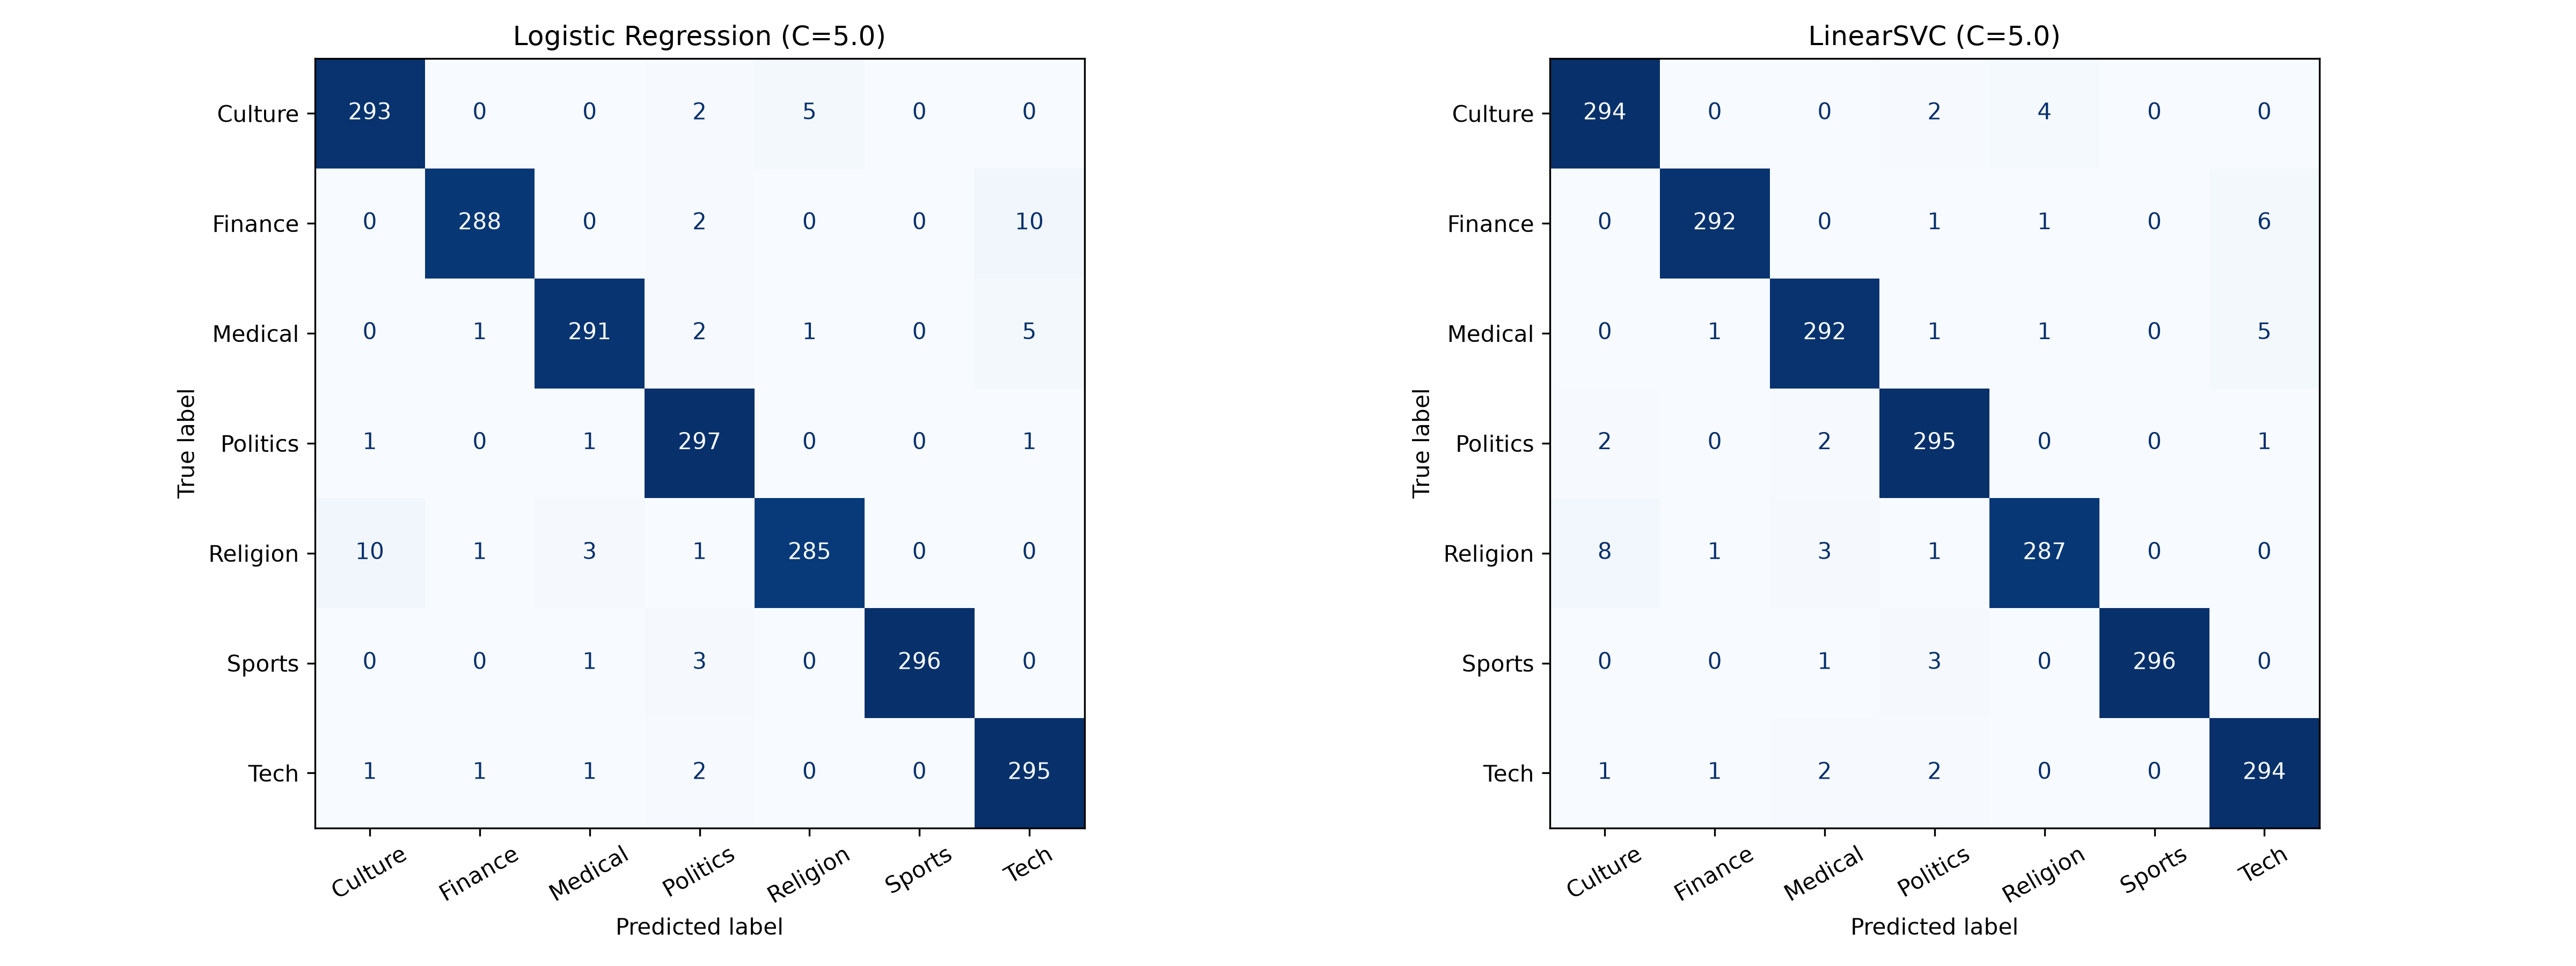 Logistic Regression (C=5.0)
Culture 293 0 0 2 5 0 0
Finance 0 288 0 2 0 0 10
Medical 0 1 291 2 1 0 5
Politics 1 0 1 297 0 0 1
Religion 10 1 3 1 285 0 0
Sports 0 0 1 3 0 296 0
Tech 1 1 1 2 0 0 295
True label
Culture Finance Medical Politics Religion Sports Tech
Predicted label
LinearSVC (C=5.0)
Culture 294 0 0 2 4 0 0
Finance 0 292 0 1 1 0 6
Medical 0 1 292 1 1 0 5
Politics 2 0 2 295 0 0 1
Religion 8 1 3 1 287 0 0
Sports 0 0 1 3 0 296 0
Tech 1 1 2 2 0 0 294
True label
Culture Finance Medical Politics Religion Sports Tech
Predicted label